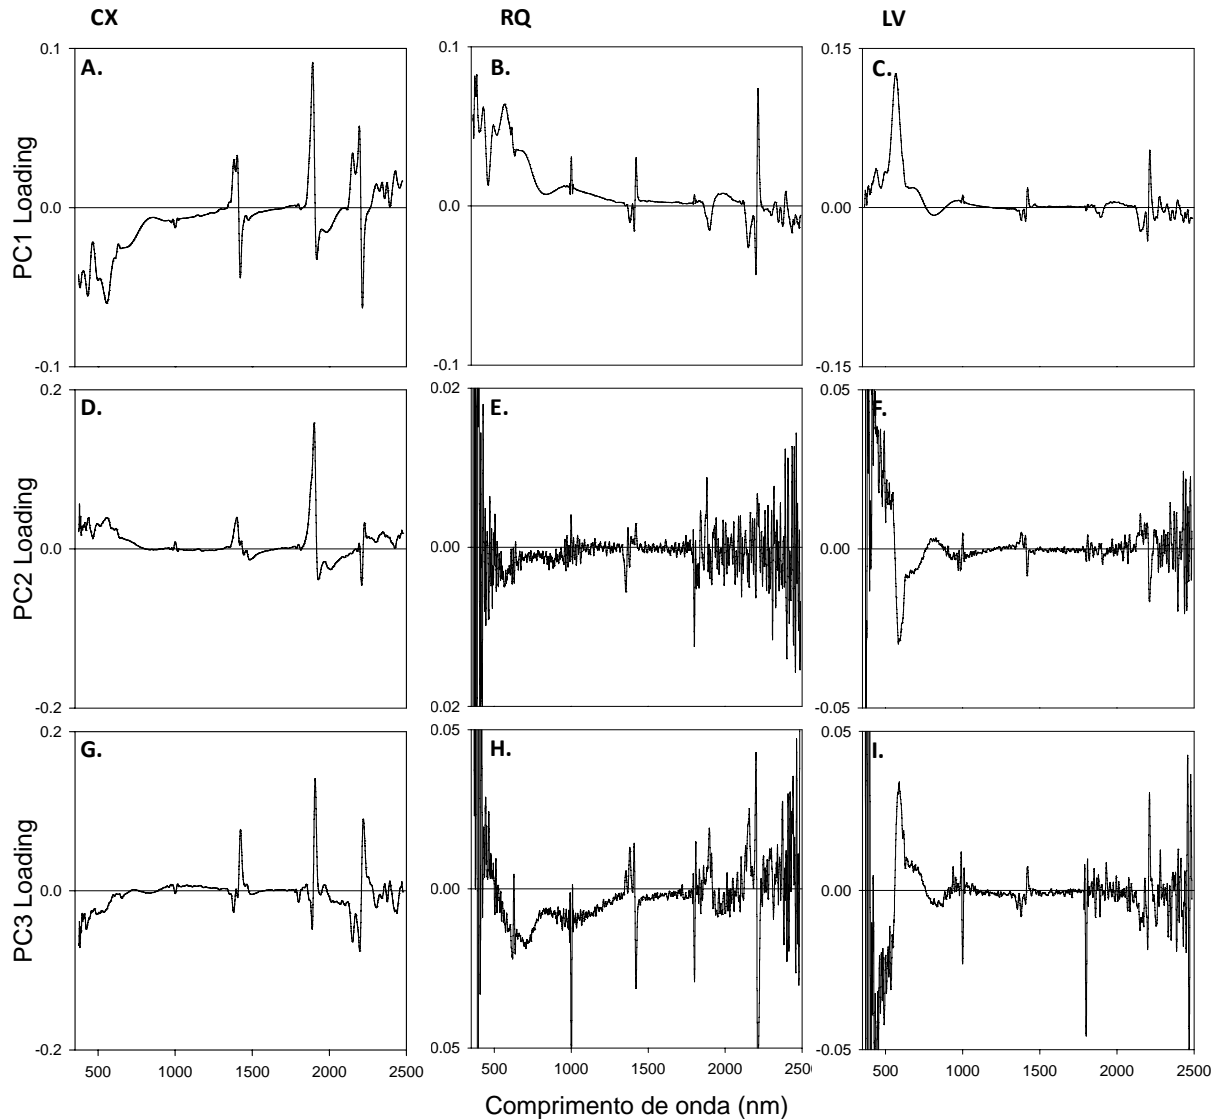 CX RQ LV
0.1 0.1 0.15
A. B. C.
PC1 Loading
0.0 0.0 0.00
-0.1 -0.1 -0.15
0.2 0.02 0.05
D. E. F.
PC2 Loading
0.0 0.00 0.00
-0.2 0.02 -0.05
0.2 0.05 0.05
G. H. I.
PC3 Loading
0.0 0.00 0.00
-0.2 0.05 -0.05
500 1000 1500 2000 2500 500 1000 1500 2000 2500 500 1000 1500 2000 2500
Comprimento de onda (nm)